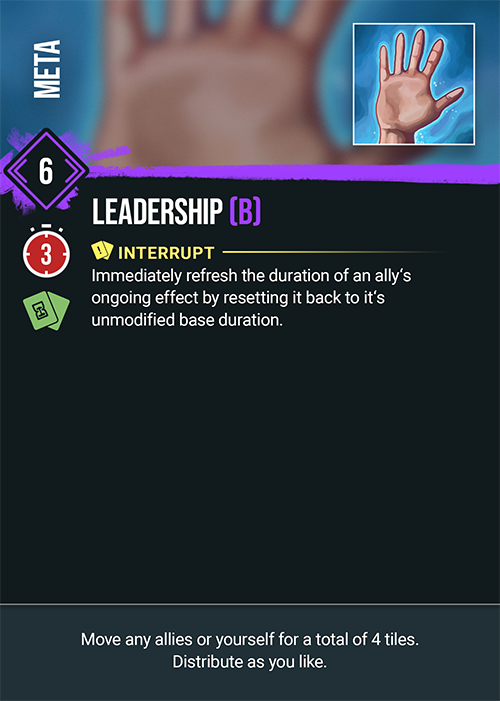 META
6
LEADERSHIP (B)
3
INTERRUPT
Immediately refresh the duration of an ally‘s
ongoing effect by resetting it back to it‘s
unmodified base duration.
Move any allies or yourself for a total of 4 tiles.
Distribute as you like.